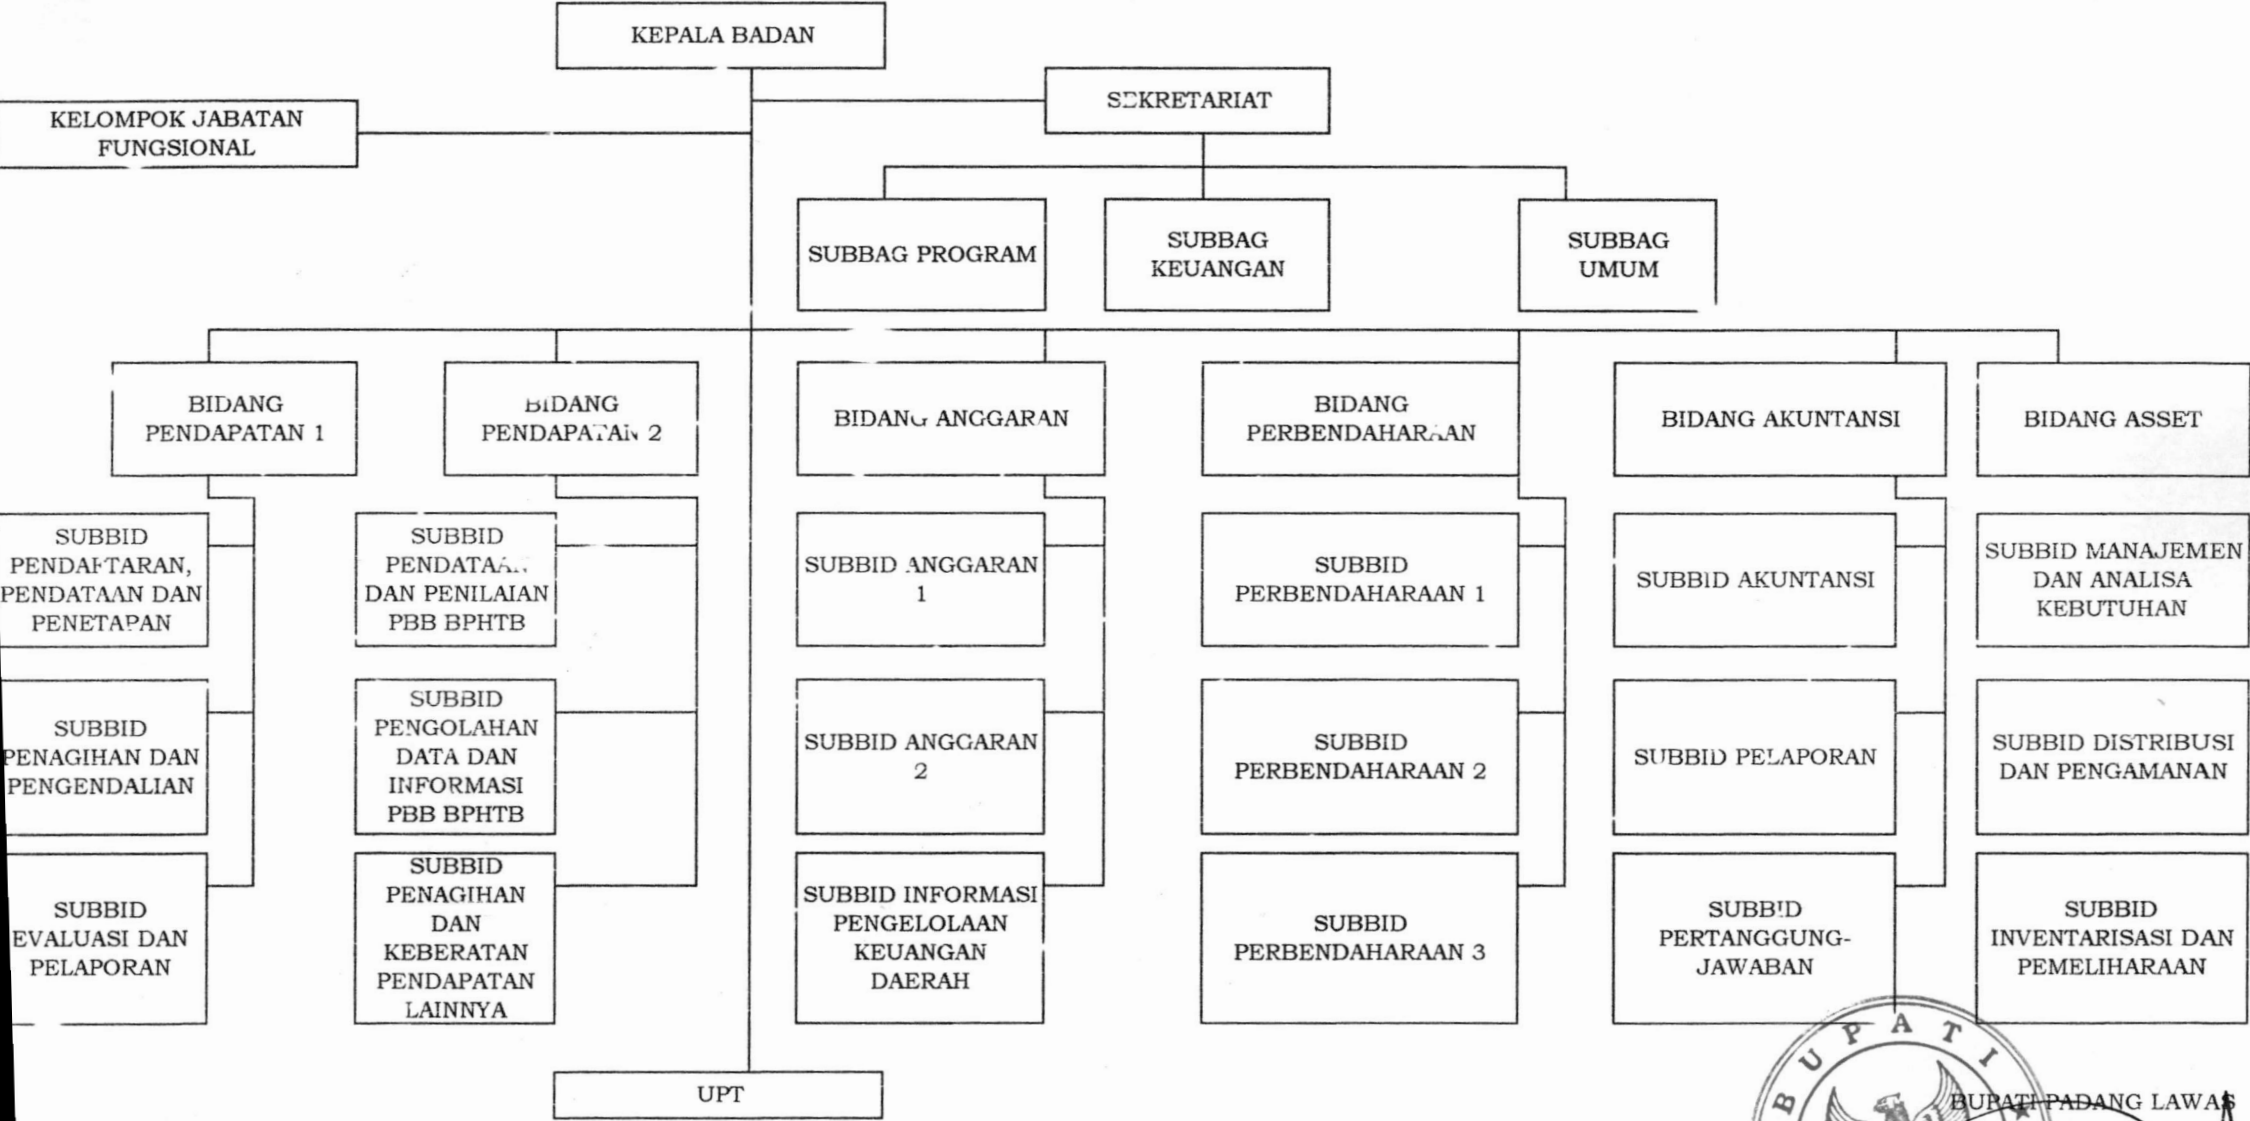 KEPALA BADAN
SEKRETARIAT
KELOMPOK JABATAN
FUNGSIONAL
SUBBAG PROGRAM
SUBBAG
KEUANGAN
SUBBAG
UMUM
BIDANG
PENDAPATAN 1
BIDANG
PENDAPATAN 2
BIDANG ANGGARAN
BIDANG
PERBENDAHARAAN
BIDANG AKUNTANSI
BIDANG ASSET
SUBBID
PENDAFTARAN,
PENDATAAN DAN
PENETAPAN
SUBBID
PENDATAAN
DAN PENILAIAN
PBB BPHTB
SUBBID ANGGARAN
1
SUBBID
PERBENDAHARAAN 1
SUBBID AKUNTANSI
SUBBID MANAJEMEN
DAN ANALISA
KEBUTUHAN
SUBBID
PENAGIHAN DAN
PENGENDALIAN
SUBBID
PENGOLAHAN
DATA DAN
INFORMASI
PBB BPHTB
SUBBID ANGGARAN
2
SUBBID
PERBENDAHARAAN 2
SUBBID PELAPORAN
SUBBID DISTRIBUSI
DAN PENGAMANAN
SUBBID
EVALUASI DAN
PELAPORAN
SUBBID
PENAGIHAN
DAN
KEBERATAN
PENDAPATAN
LAINNYA
SUBBID INFORMASI
PENGELOLAAN
KEUANGAN
DAERAH
SUBBID
PERBENDAHARAAN 3
SUBBID
PERTANGGUNG-
JAWABAN
SUBBID
INVENTARISASI DAN
PEMELIHARAAN
UPT
BUPATI
BUPATI PADANG LAWAS